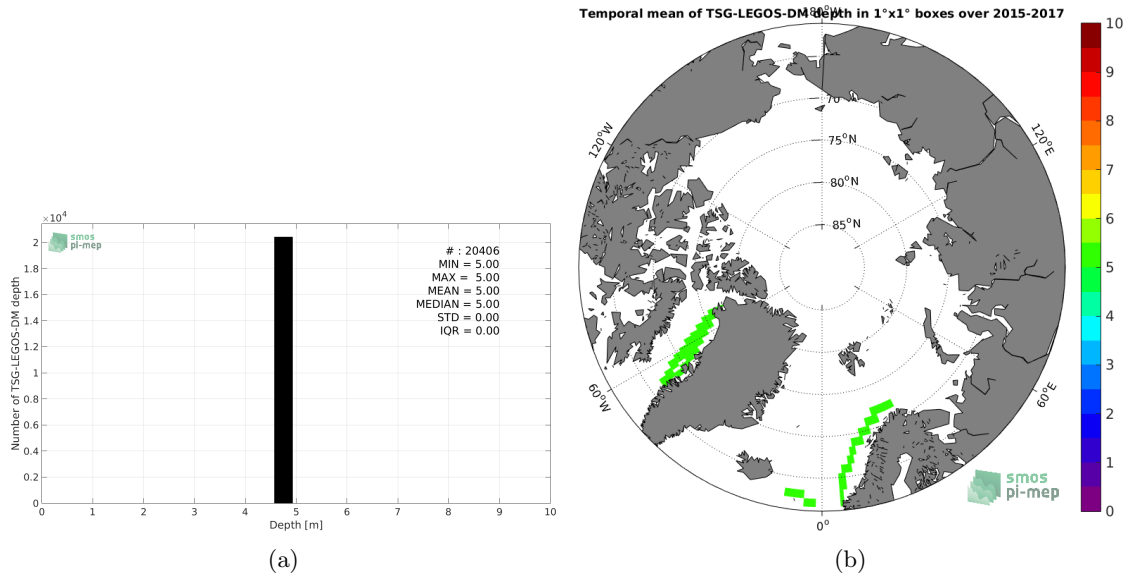 ×10⁴
smos
pi-mep
# : 20406
MIN = 5.00
MAX = 5.00
MEAN = 5.00
MEDIAN = 5.00
STD = 0.00
IQR = 0.00
2
1.8
1.6
1.4
1.2
1
0.8
0.6
0.4
0.2
0
Number of TSG-LEGOS-DM depth
0 1 2 3 4 5 6 7 8 9 10
Depth [m]
(a)
Temporal mean of TSG-LEGOS-DM depth in 1°x1° boxes over 2015-2017
180°W
120°W
120°E
70°N
75°N
80°N
85°N
60°W
60°E
0°
smos
pi-mep
10
9
8
7
6
5
4
3
2
1
0
(b)